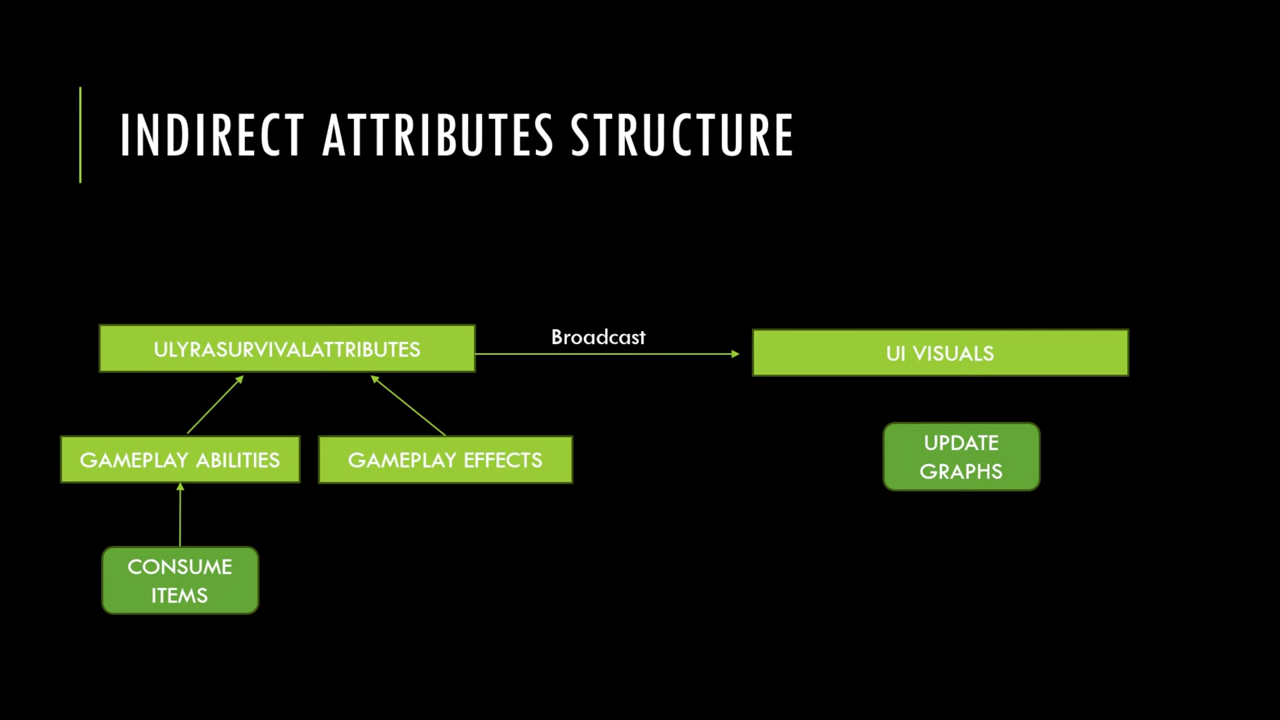 INDIRECT ATTRIBUTES STRUCTURE
Broadcast
ULYRASURVIVALATTRIBUTES
UI VISUALS
GAMEPLAY ABILITIES
GAMEPLAY EFFECTS
UPDATE
GRAPHS
CONSUME
ITEMS